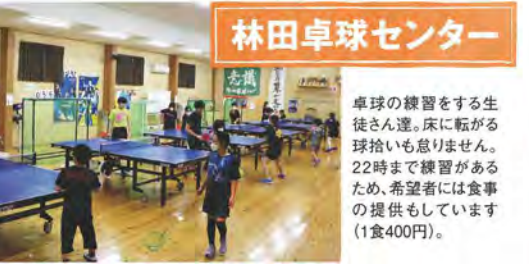 林田卓球センター
卓球の練習をする生
徒さん達。床に転がる
球拾いも怠りません。
22時まで練習がある
ため、希望者には食事
の提供もしています
(1食400円)。